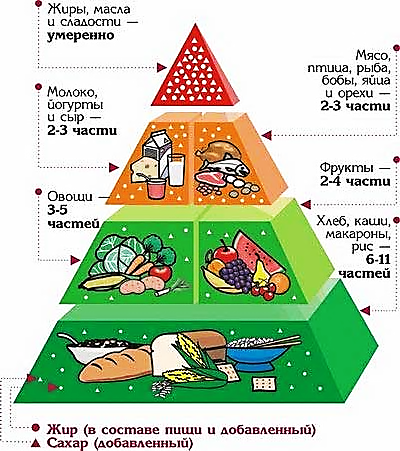 Жиры, масла
и сладости —
умеренно
Мясо,
птица, рыба,
бобы, яйца
и орехи —
2-3 части
Молоко,
йогурты
и сыр —
2-3 части
Фрукты —
2-4 части
Овощи —
3-5
частей
Хлеб, каши,
макароны,
рис —
6-11
частей
Жир (в составе пищи и добавленный)
Сахар (добавленный)